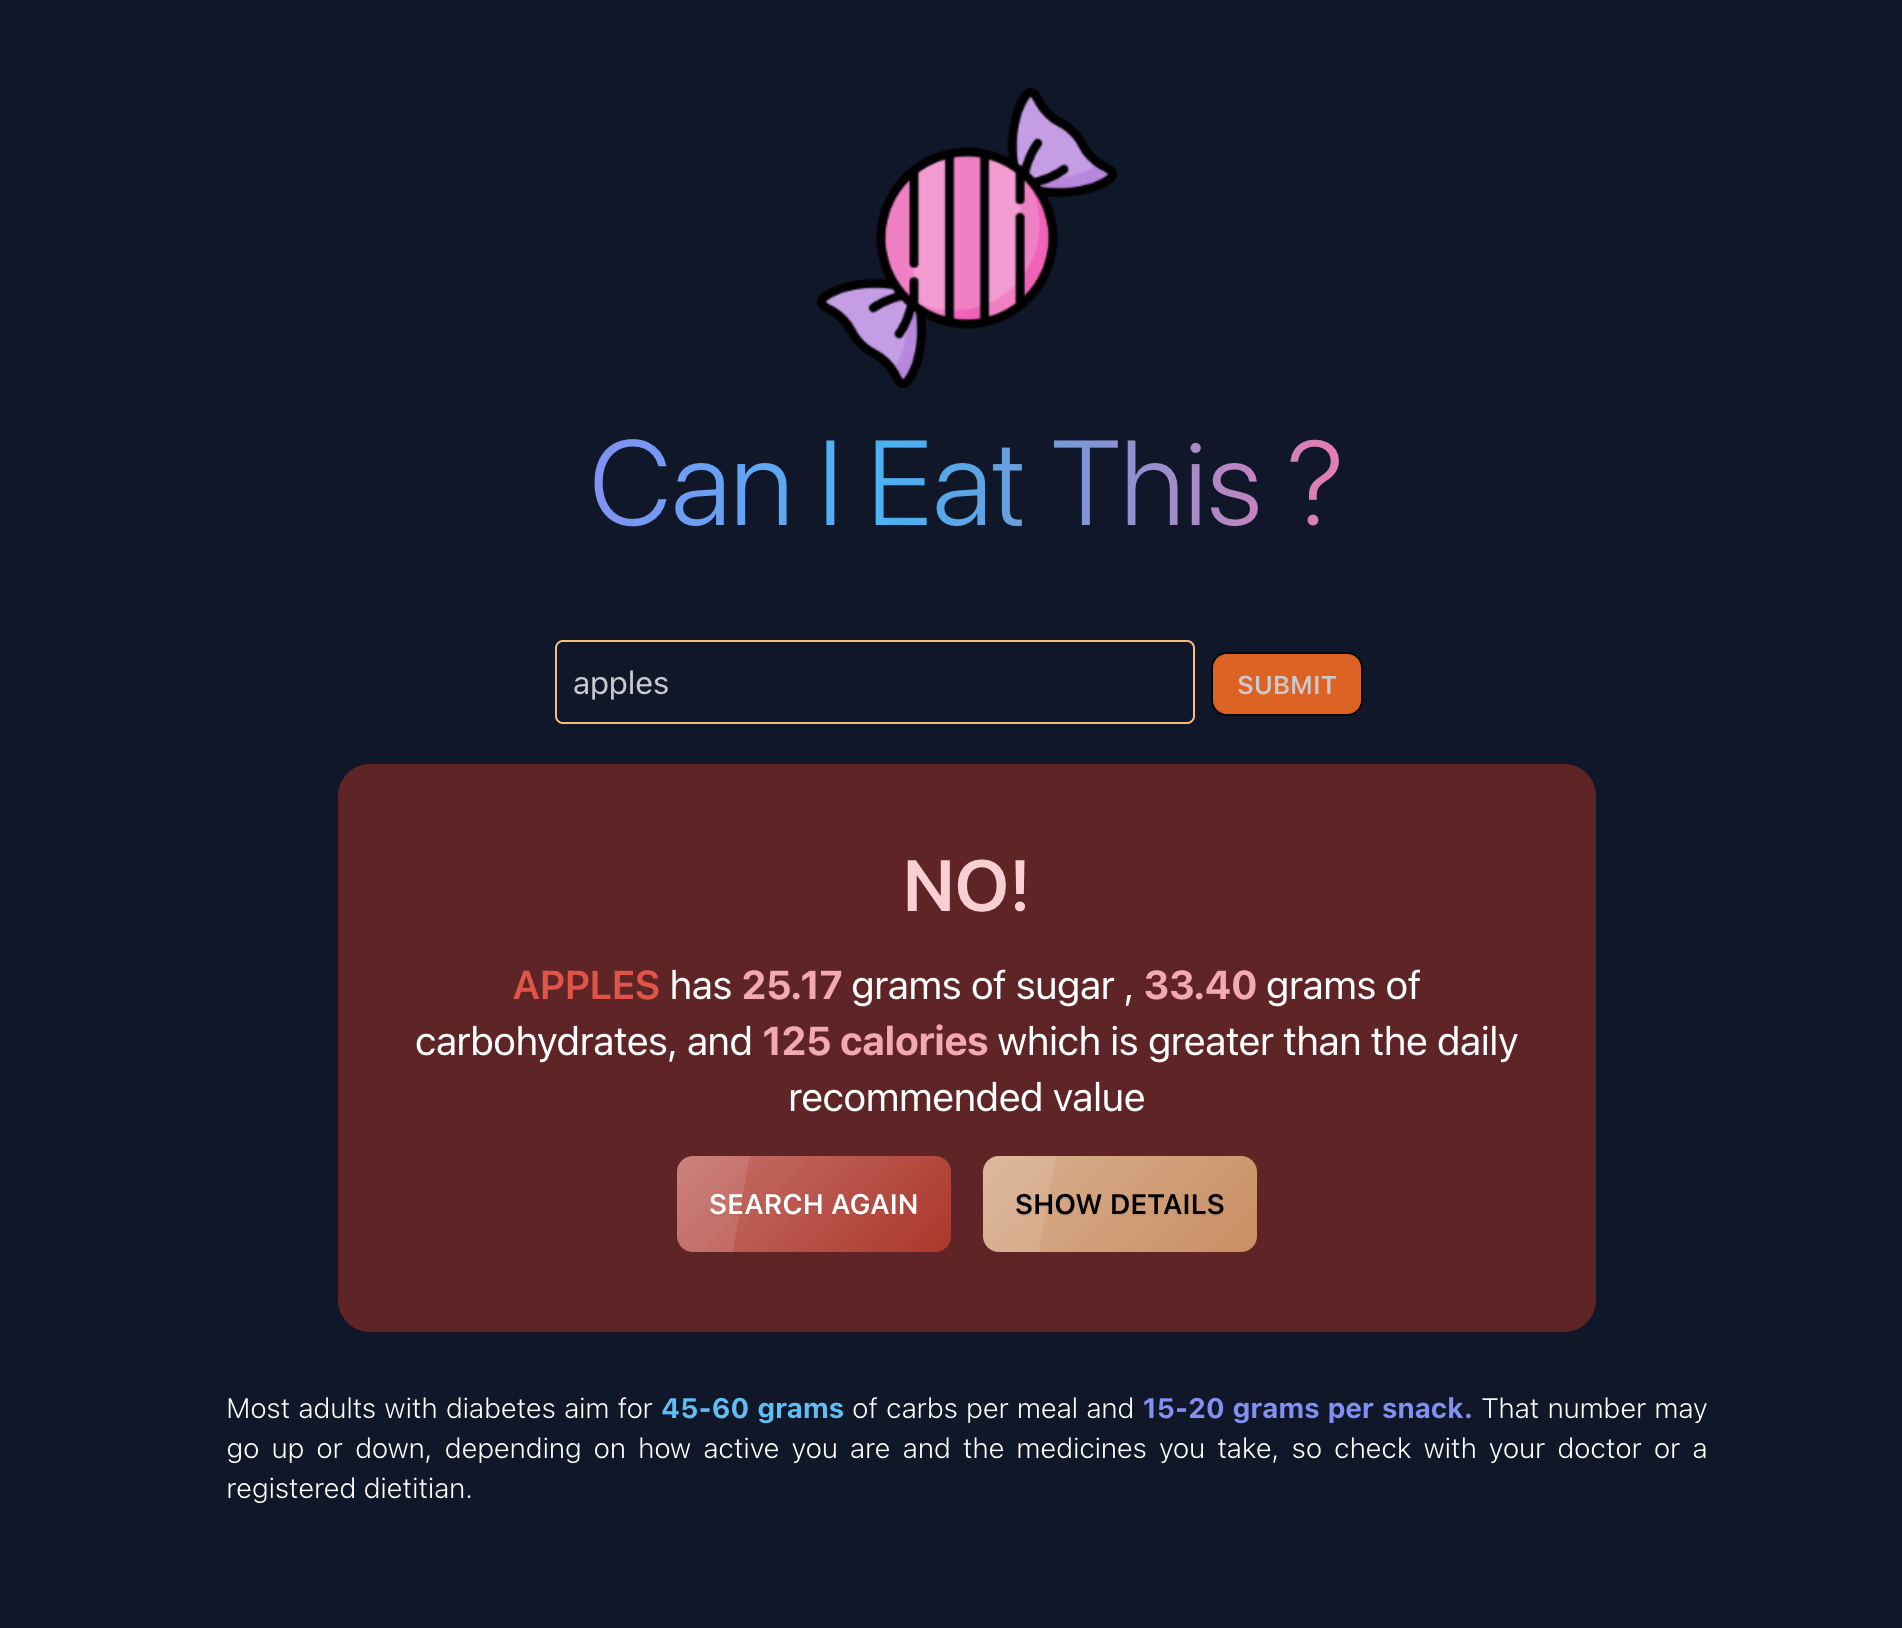 Can I Eat This ?
apples
SUBMIT
NO!
APPLES has 25.17 grams of sugar , 33.40 grams of
carbohydrates, and 125 calories which is greater than the daily
recommended value
SEARCH AGAIN
SHOW DETAILS
Most adults with diabetes aim for 45-60 grams of carbs per meal and 15-20 grams per snack. That number may
go up or down, depending on how active you are and the medicines you take, so check with your doctor or a
registered dietitian.